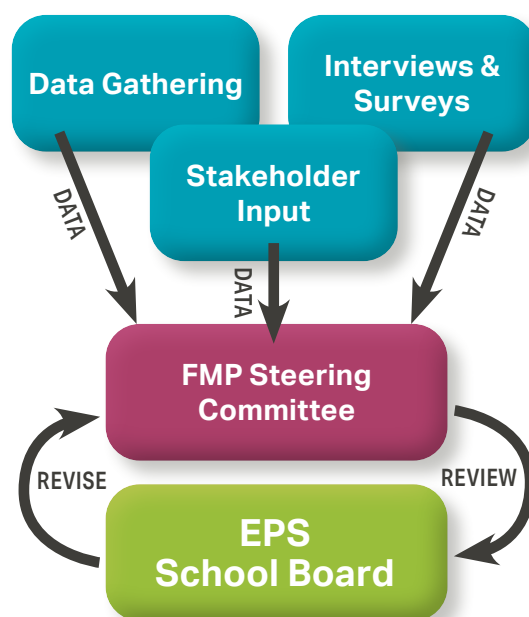 Data Gathering
Interviews &
Surveys
Stakeholder
Input
DATA
DATA
DATA
FMP Steering
Committee
REVISE
REVIEW
EPS
School Board